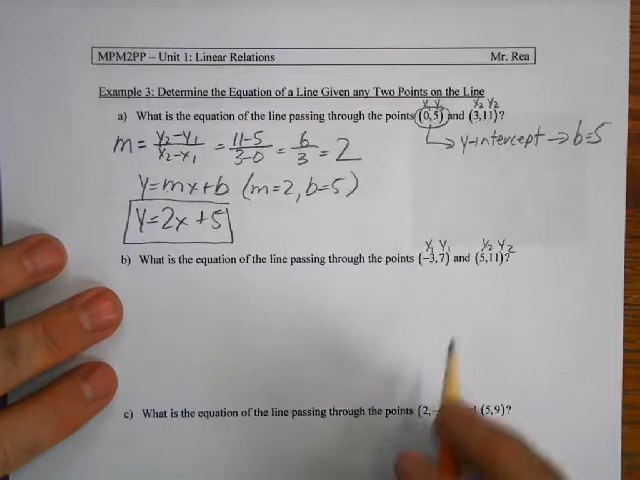 MPM2PP – Unit 1: Linear Relations Mr. Rea
Example 3: Determine the Equation of a Line Given any Two Points on the Line
x₁ y₁ x₂ y₂
a) What is the equation of the line passing through the points (0,5) and (3,11)?
m = y₂-y₁/x₂-x₁ = 11-5/3-0 = 6/3 = 2 y-intercept → b=5
y=mx+b (m=2, b=5)
y=2x+5
x₁ y₁ x₂ y₂
b) What is the equation of the line passing through the points (−3,7) and (5,11)?
c) What is the equation of the line passing through the points (2, (5,9)?